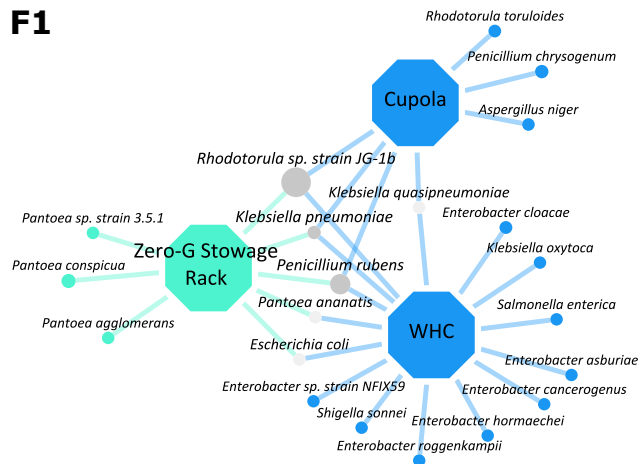 F1
Rhodotorula toruloides
Penicillium chrysogenum
Cupola
Aspergillus niger
Rhodotorula sp. strain JG-1b
Klebsiella quasipneumoniae
Enterobacter cloacae
Pantoea sp. strain 3.5.1
Klebsiella pneumoniae
Klebsiella oxytoca
Zero-G Stowage
Rack
Pantoea conspicua
Penicillium rubens
Pantoea ananatis
Salmonella enterica
Pantoea agglomerans
WHC
Escherichia coli
Enterobacter asburiae
Enterobacter sp. strain NFIX59
Enterobacter cancerogenus
Shigella sonnei
Enterobacter hormaechei
Enterobacter roggenkampii